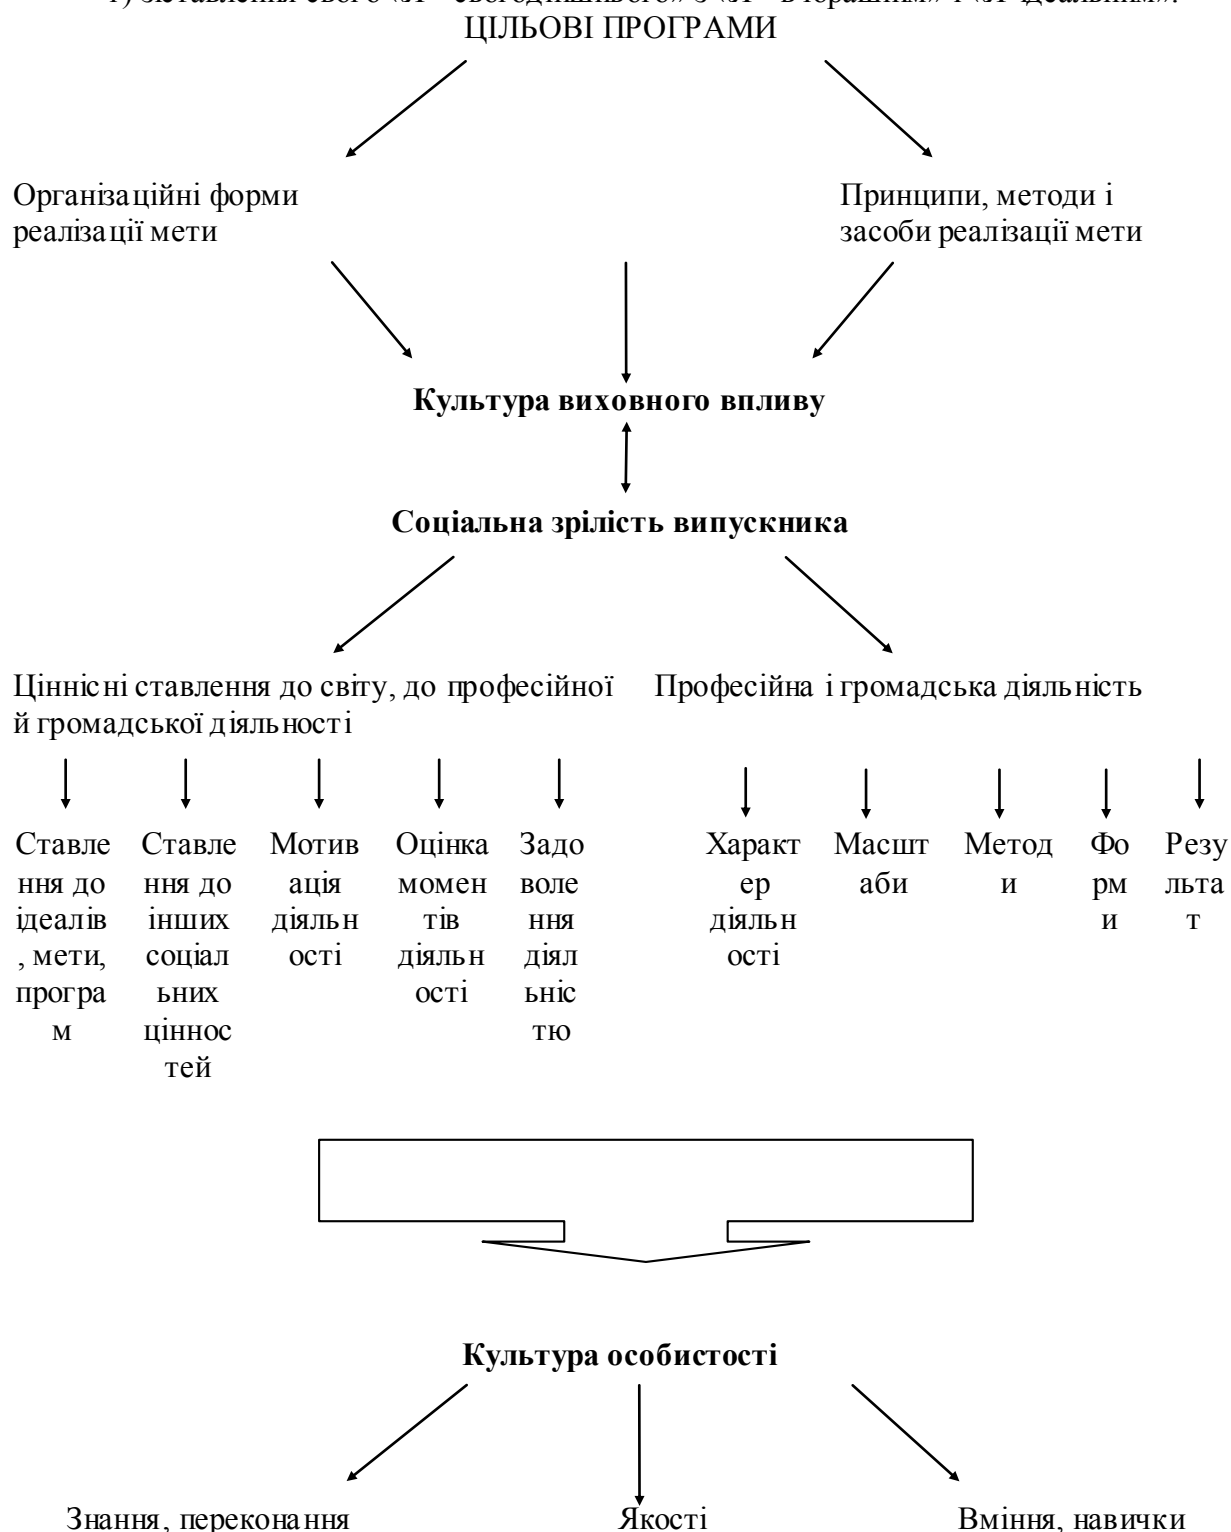 зіставлення свого «Я - сьогоднішнього» з «Я -
ЦІЛЬОВІ ПРОГРАМИ
Організаційні форми
реалізації мети
Принципи, методи і
засоби реалізації мети
Культура виховного впливу
Соціальна зрілість випускника
Ціннісні ставлення до світу, до професійної
й громадської діяльності
Професійна і громадська діяльність
Ставле
ння до
ідеалів
, мети,
програ
м
Ставле
ння до
інших
соціал
ьних
ціннос
тей
Мотив
ація
діяльн
ості
Оцінка
момен
тів
діяльн
ості
Задо
воле
ння
діял
ьніс
тю
Характ
ер
діяльн
ості
Масшт
аби
Метод
и
Фо
рм
и
Резу
льта
т
Культура особистості
Знання, переконання
Якості
Вміння, навички